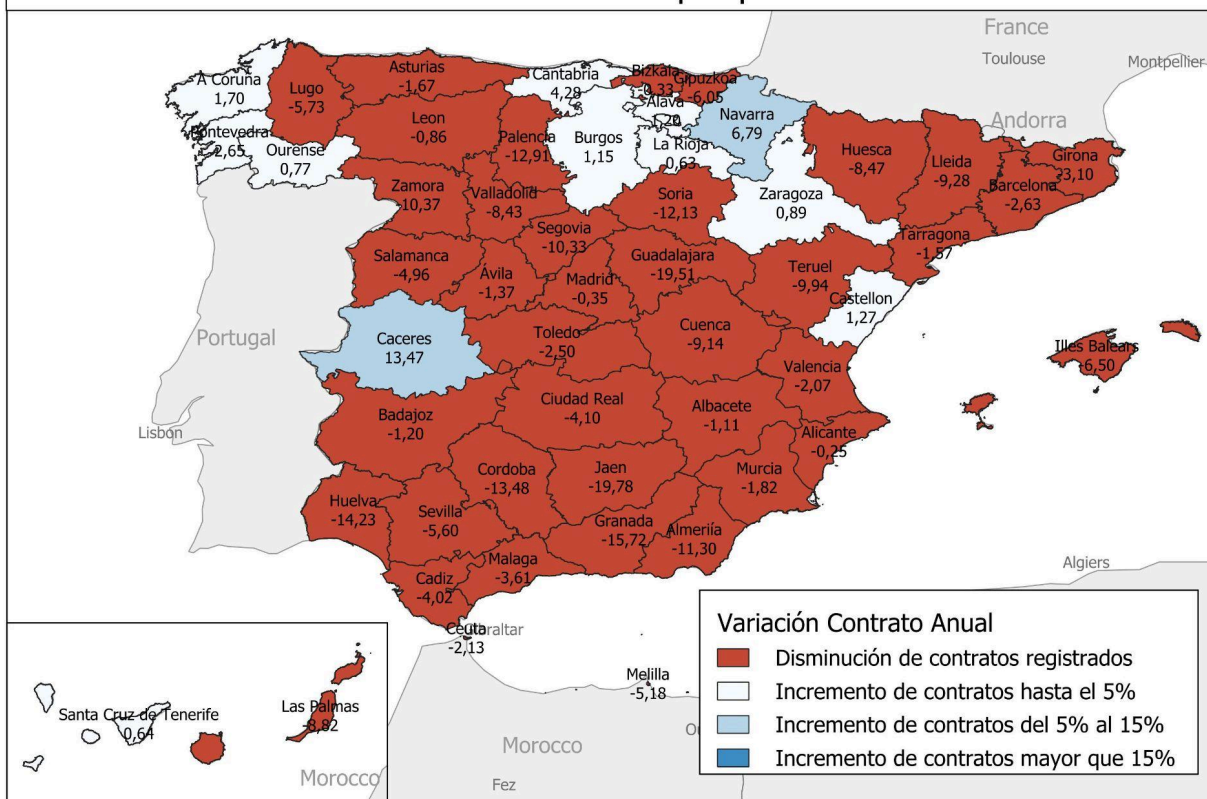 France
Toulouse
Montpellier
Andorra
A Coruña
1,70
Lugo
-5,73
Asturias
-1,67
Cantabria
4,28
Bizkaia
-0,33
Gipuzkoa
-6,05
Alava
1,20
Navarra
6,79
Pontevedra
2,65
Ourense
0,77
Leon
-0,86
Palencia
-12,91
Burgos
1,15
La Rioja
0,63
Huesca
-8,47
Lleida
-9,28
Girona
-3,10
Barcelona
-2,63
Zamora
-10,37
Valladolid
-8,43
Soria
-12,13
Zaragoza
0,89
Tarragona
-1,57
Segovia
-10,33
Salamanca
-4,96
Ávila
-1,37
Madrid
-0,35
Guadalajara
-19,51
Teruel
-9,94
Castellon
1,27
Portugal
Caceres
13,47
Toledo
-2,50
Cuenca
-9,14
Valencia
-2,07
Illes Balears
-6,50
Lisbon
Badajoz
-1,20
Ciudad Real
-4,10
Albacete
-1,11
Alicante
-0,25
Cordoba
-13,48
Jaen
-19,78
Murcia
-1,82
Huelva
-14,23
Sevilla
-5,60
Granada
-15,72
Almeriía
-11,30
Malaga
-3,61
Cadiz
-4,02
Ceuta
-2,13
Gibraltar
Algiers
Melilla
-5,18
Santa Cruz de Tenerife
0,64
Las Palmas
-8,82
Morocco
Morocco
Fez
Variación Contrato Anual
Disminución de contratos registrados
Incremento de contratos hasta el 5%
Incremento de contratos del 5% al 15%
Incremento de contratos mayor que 15%